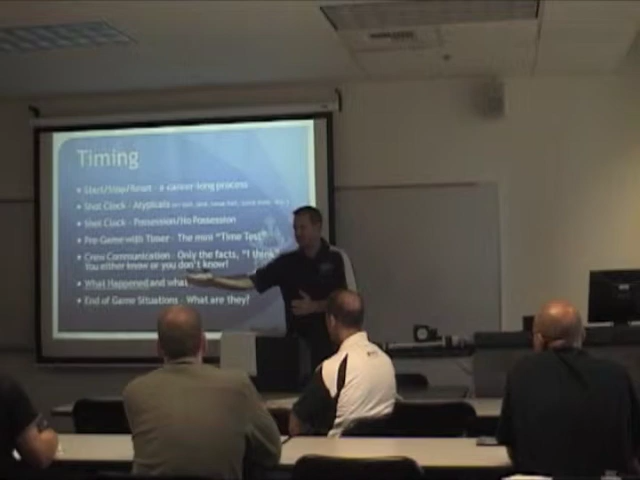 Timing
Start/Stop/Reset - a career-long process
Shot Clock - Atypicals
Shot Clock - Possession/No Possession
Pre-Game with Timer - The mini "Time Test"
Crew Communication - Only the facts, "I think"
You either know or you don't know!
What Happened and what
End of Game Situations - What are they?